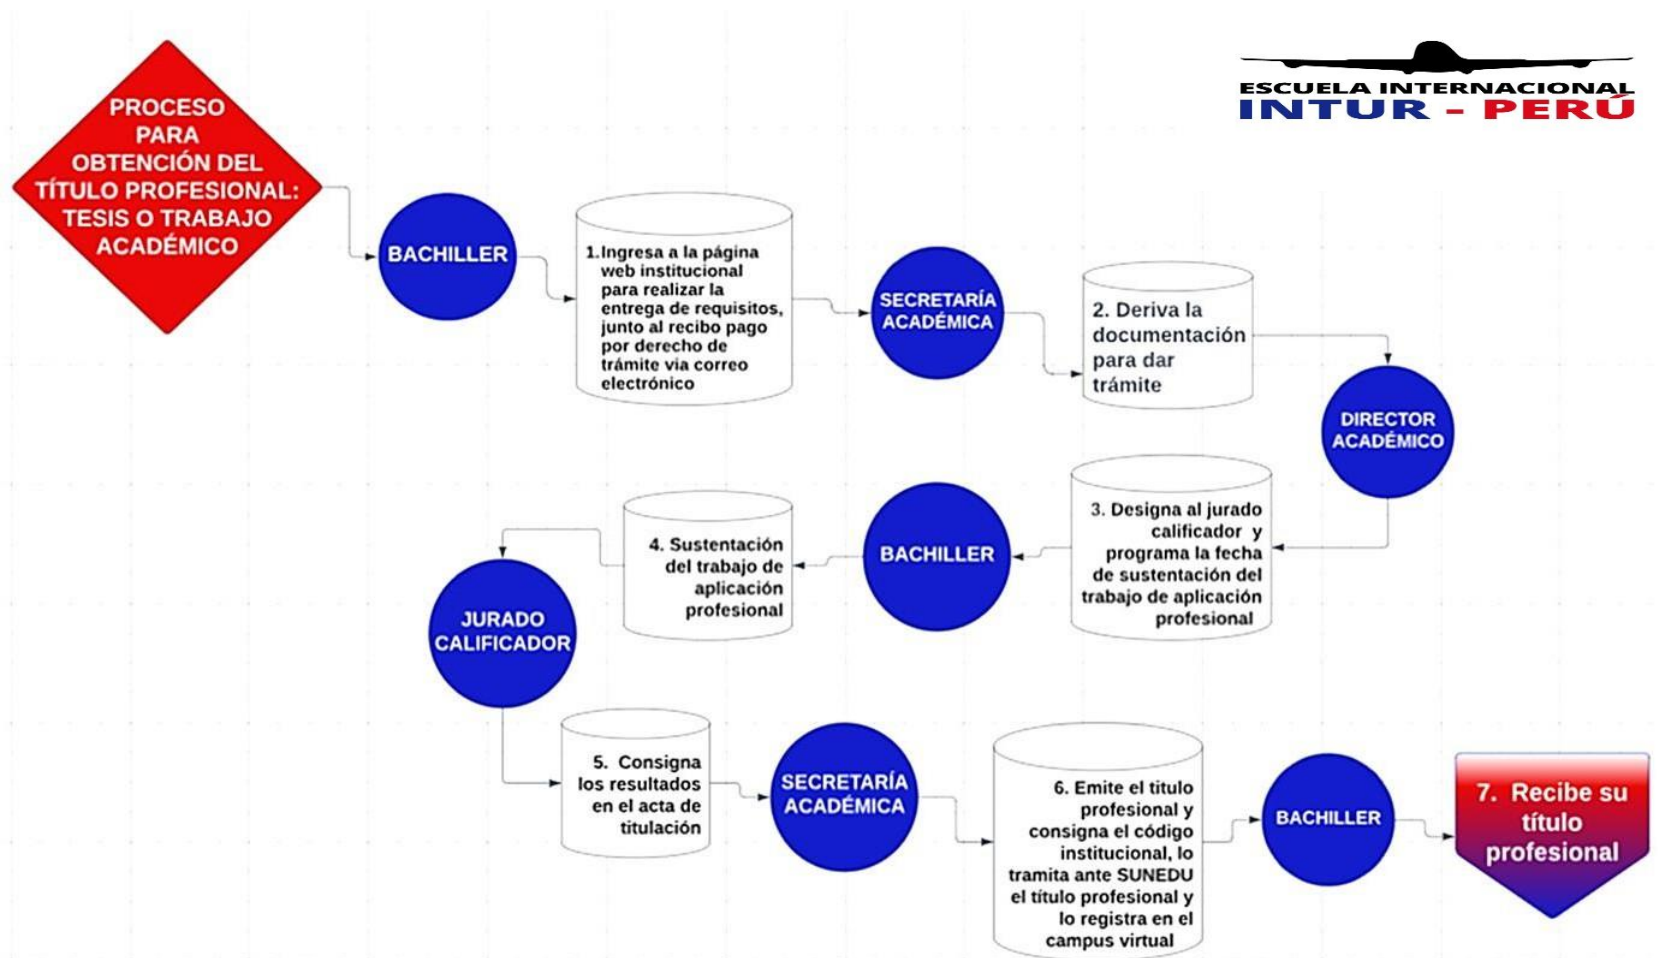 ESCUELA INTERNACIONAL
INTUR - PERÚ
PROCESO
PARA
OBTENCIÓN DEL
TÍTULO PROFESIONAL:
TESIS O TRABAJO
ACADÉMICO
BACHILLER
1. Ingresa a la página
web institucional
para realizar la
entrega de requisitos,
junto al recibo pago
por derecho de
trámite via correo
electrónico
SECRETARÍA
ACADÉMICA
2. Deriva la
documentación
para dar
trámite
DIRECTOR
ACADÉMICO
3. Designa al jurado
calificador y
programa la fecha
de sustentación del
trabajo de aplicación
profesional
BACHILLER
4. Sustentación
del trabajo de
aplicación
profesional
JURADO
CALIFICADOR
5. Consigna
los resultados
en el acta de
titulación
SECRETARÍA
ACADÉMICA
6. Emite el titulo
profesional y
consigna el código
institucional, lo
tramita ante SUNEDU
el título profesional y
lo registra en el
campus virtual
BACHILLER
7. Recibe su
título
profesional